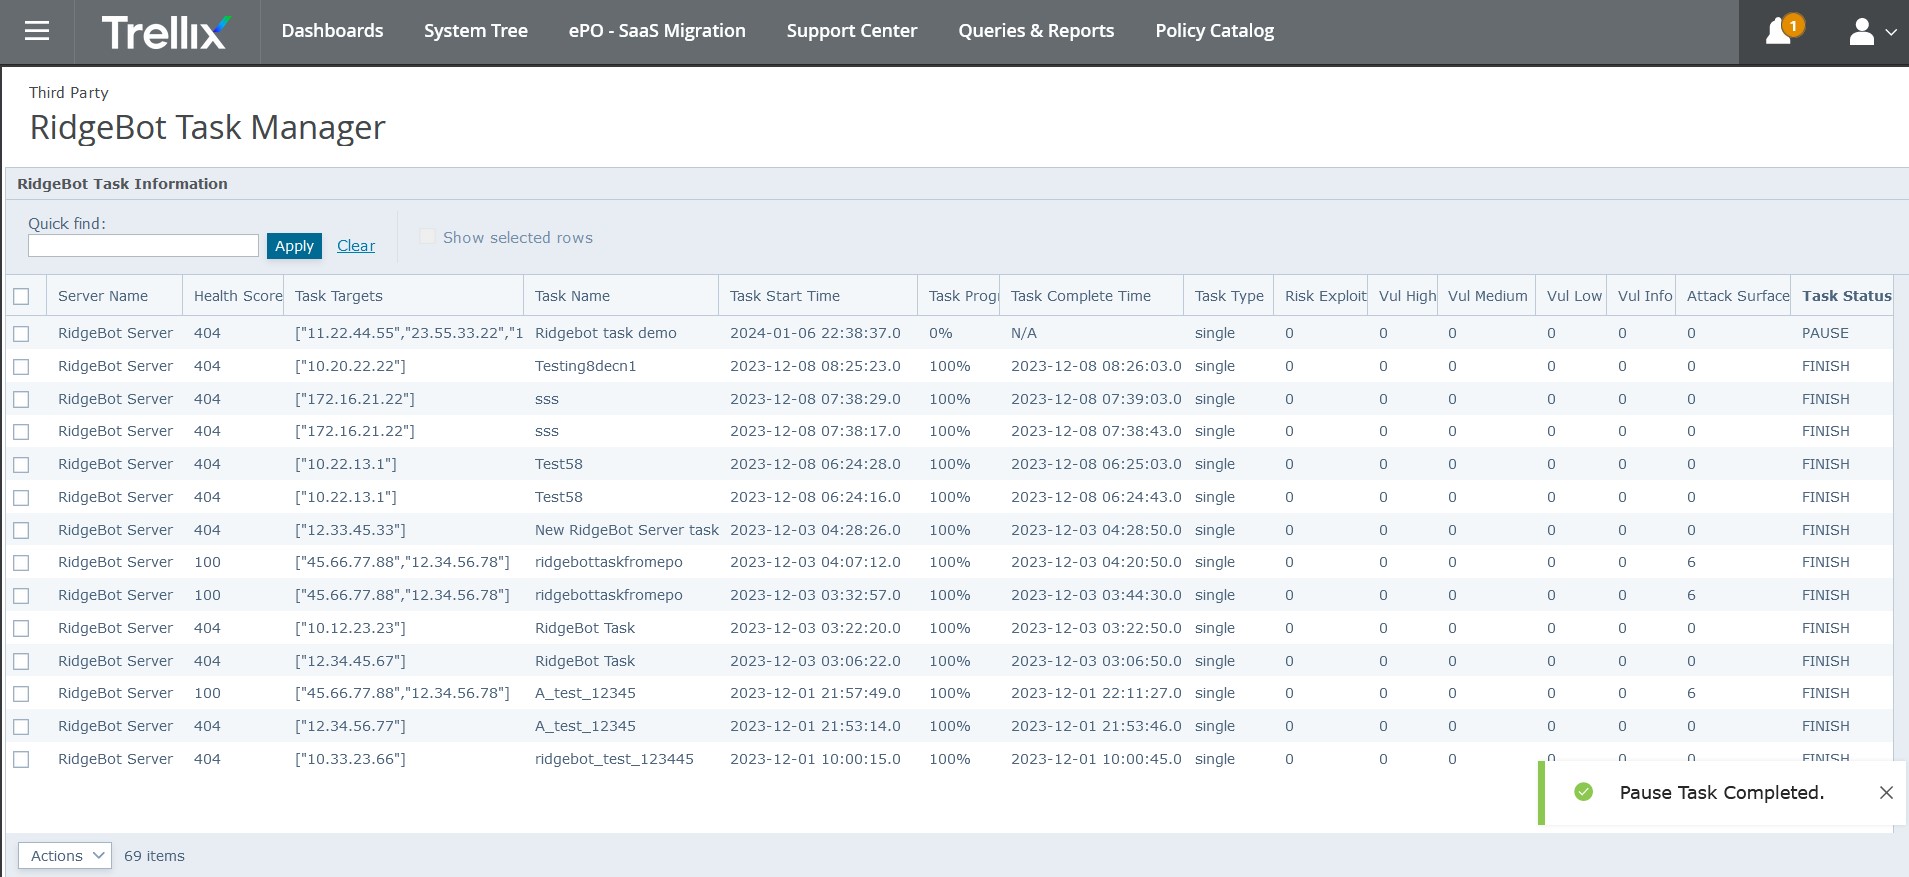 Trellix Dashboards System Tree ePO - SaaS Migration Support Center Queries & Reports Policy Catalog 1
Third Party
RidgeBot Task Manager
RidgeBot Task Information
Quick find:
Apply Clear Show selected rows
Server Name Health Score Task Targets Task Name Task Start Time Task Progr Task Complete Time Task Type Risk Exploit Vul High Vul Medium Vul Low Vul Info Attack Surface Task Status
RidgeBot Server 404 ["11.22.44.55","23.55.33.22","1 Ridgebot task demo 2024-01-06 22:38:37.0 0% N/A single 0 0 0 0 0 0 PAUSE
RidgeBot Server 404 ["10.20.22.22"] Testing8decn1 2023-12-08 08:25:23.0 100% 2023-12-08 08:26:03.0 single 0 0 0 0 0 0 FINISH
RidgeBot Server 404 ["172.16.21.22"] sss 2023-12-08 07:38:29.0 100% 2023-12-08 07:39:03.0 single 0 0 0 0 0 0 FINISH
RidgeBot Server 404 ["172.16.21.22"] sss 2023-12-08 07:38:17.0 100% 2023-12-08 07:38:43.0 single 0 0 0 0 0 0 FINISH
RidgeBot Server 404 ["10.22.13.1"] Test58 2023-12-08 06:24:28.0 100% 2023-12-08 06:25:03.0 single 0 0 0 0 0 0 FINISH
RidgeBot Server 404 ["10.22.13.1"] Test58 2023-12-08 06:24:16.0 100% 2023-12-08 06:24:43.0 single 0 0 0 0 0 0 FINISH
RidgeBot Server 404 ["12.33.45.33"] New RidgeBot Server task 2023-12-03 04:28:26.0 100% 2023-12-03 04:28:50.0 single 0 0 0 0 0 0 FINISH
RidgeBot Server 100 ["45.66.77.88","12.34.56.78"] ridgebottaskfromepo 2023-12-03 04:07:12.0 100% 2023-12-03 04:20:50.0 single 0 0 0 0 0 6 FINISH
RidgeBot Server 100 ["45.66.77.88","12.34.56.78"] ridgebottaskfromepo 2023-12-03 03:32:57.0 100% 2023-12-03 03:44:30.0 single 0 0 0 0 0 6 FINISH
RidgeBot Server 404 ["10.12.23.23"] RidgeBot Task 2023-12-03 03:22:20.0 100% 2023-12-03 03:22:50.0 single 0 0 0 0 0 0 FINISH
RidgeBot Server 404 ["12.34.45.67"] RidgeBot Task 2023-12-03 03:06:22.0 100% 2023-12-03 03:06:50.0 single 0 0 0 0 0 0 FINISH
RidgeBot Server 100 ["45.66.77.88","12.34.56.78"] A_test_12345 2023-12-01 21:57:49.0 100% 2023-12-01 22:11:27.0 single 0 0 0 0 0 6 FINISH
RidgeBot Server 404 ["12.34.56.77"] A_test_12345 2023-12-01 21:53:14.0 100% 2023-12-01 21:53:46.0 single 0 0 0 0 0 0 FINISH
RidgeBot Server 404 ["10.33.23.66"] ridgebot_test_123445 2023-12-01 10:00:15.0 100% 2023-12-01 10:00:45.0 single 0 0 0 0 0 0 FINISH
Pause Task Completed.
Actions 69 items